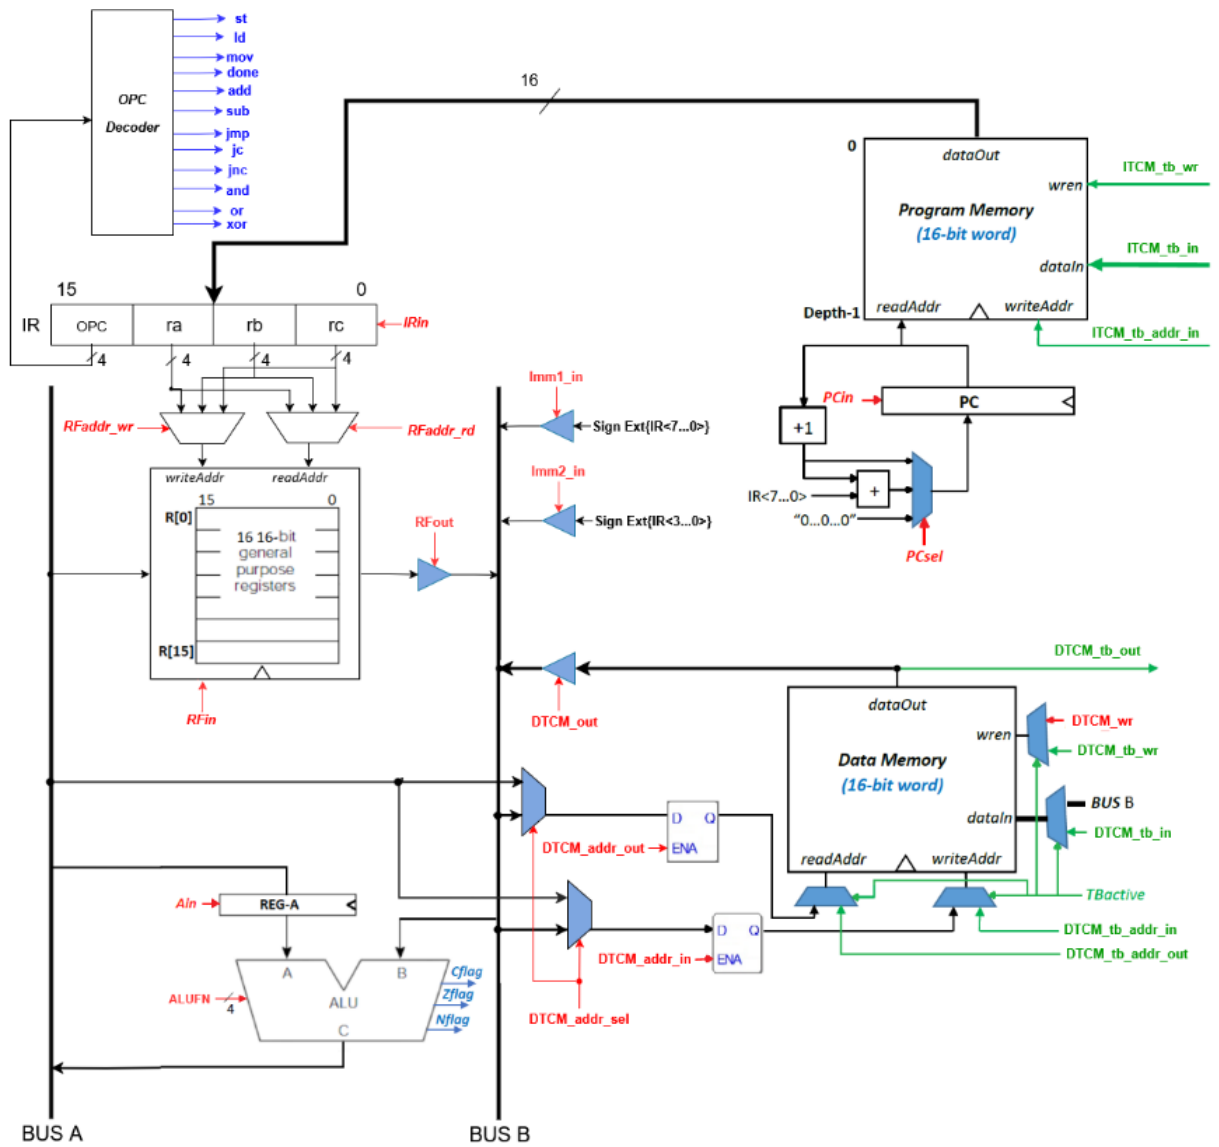 OPC
Decoder
st
ld
mov
done
add
sub
jmp
jc
jnc
and
or
xor
16
0
dataOut
wren
Program Memory
(16-bit word)
dataIn
readAddr
writeAddr
Depth-1
ITCM_tb_wr
ITCM_tb_in
ITCM_tb_addr_in
15
0
IR
OPC
ra
rb
rc
IRin
4
4
4
4
RFaddr_wr
RFaddr_rd
writeAddr
readAddr
15
0
R[0]
16 16-bit
general
purpose
registers
R[15]
RFin
RFout
Imm1_in
Sign Ext{IR<7...0>}
Imm2_in
Sign Ext{IR<3...0>}
PCin
PC
+1
+
IR<7...0>
“0...0...0”
PCsel
DTCM_out
DTCM_tb_out
dataOut
wren
Data Memory
(16-bit word)
dataIn
readAddr
writeAddr
DTCM_wr
DTCM_tb_wr
BUS B
DTCM_tb_in
TBactive
DTCM_tb_addr_in
DTCM_tb_addr_out
D
Q
ENA
DTCM_addr_out
D
Q
ENA
DTCM_addr_in
DTCM_addr_sel
Ain
REG-A
A
B
ALU
C
ALUFN
4
Cflag
Zflag
Nflag
BUS A
BUS B